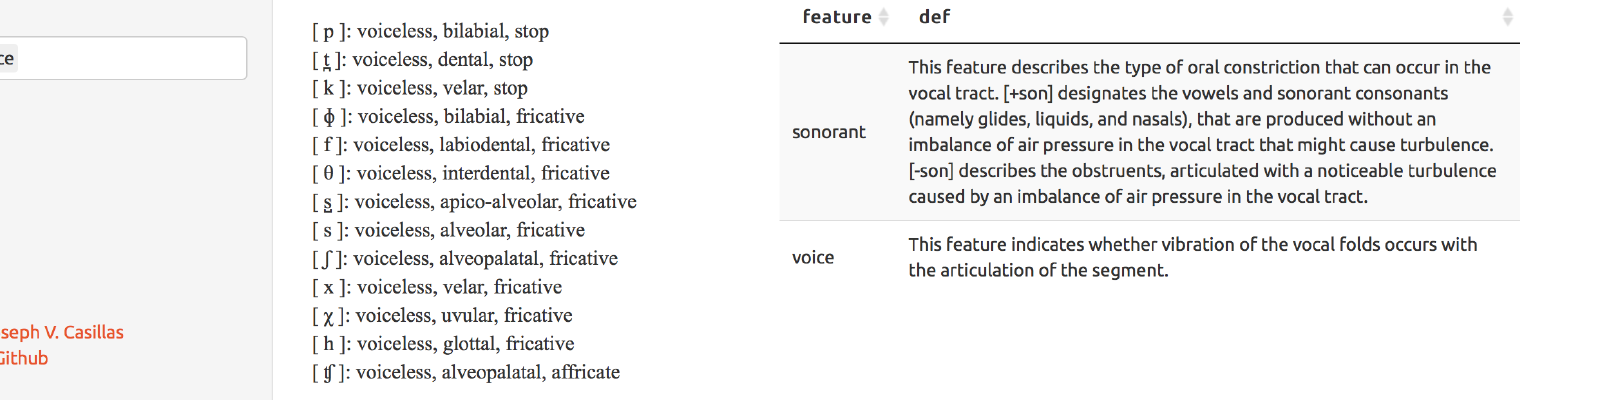 ce
seph V. Casillas
Github
[ p ]: voiceless, bilabial, stop
[ t̪ ]: voiceless, dental, stop
[ k ]: voiceless, velar, stop
[ ɸ ]: voiceless, bilabial, fricative
[ f ]: voiceless, labiodental, fricative
[ θ ]: voiceless, interdental, fricative
[ s̺ ]: voiceless, apico-alveolar, fricative
[ s ]: voiceless, alveolar, fricative
[ ʃ ]: voiceless, alveopalatal, fricative
[ x ]: voiceless, velar, fricative
[ χ ]: voiceless, uvular, fricative
[ h ]: voiceless, glottal, fricative
[ ʧ ]: voiceless, alveopalatal, affricate
feature def
sonorant
This feature describes the type of oral constriction that can occur in the
vocal tract. [+son] designates the vowels and sonorant consonants
(namely glides, liquids, and nasals), that are produced without an
imbalance of air pressure in the vocal tract that might cause turbulence.
[-son] describes the obstruents, articulated with a noticeable turbulence
caused by an imbalance of air pressure in the vocal tract.
voice
This feature indicates whether vibration of the vocal folds occurs with
the articulation of the segment.